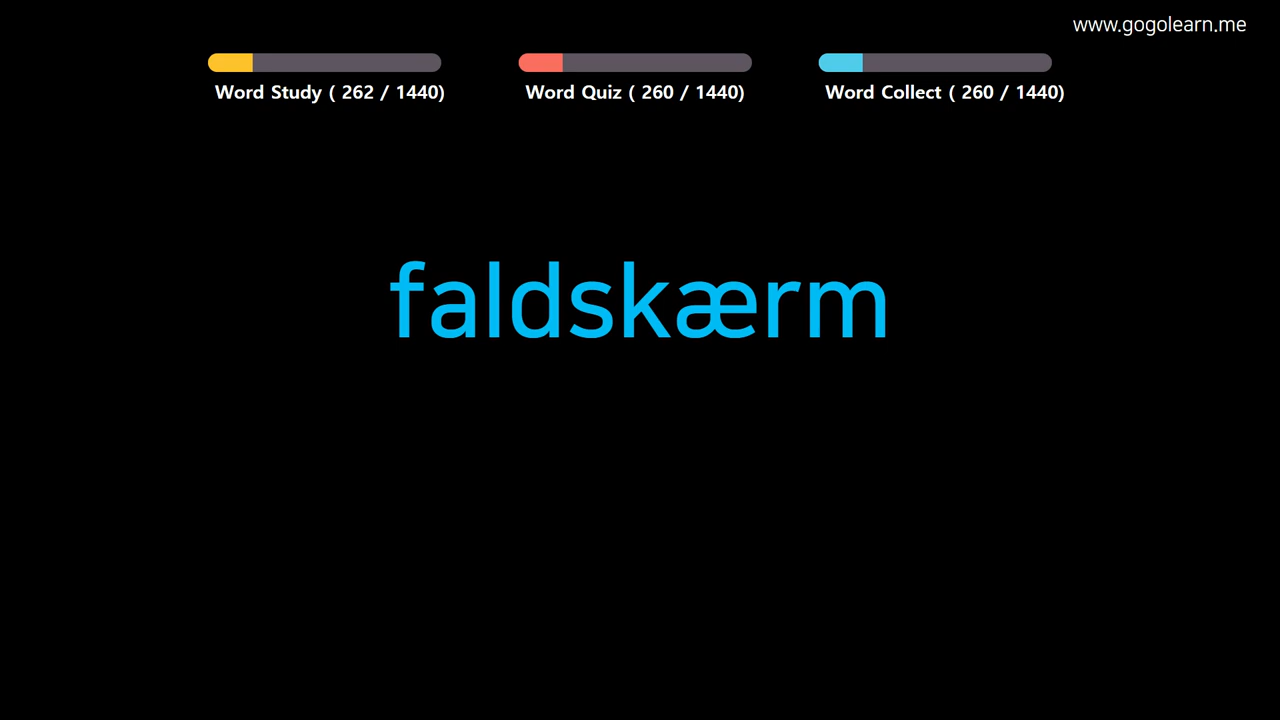 www.gogolearn.me
Word Study ( 262 / 1440)
Word Quiz ( 260 / 1440)
Word Collect ( 260 / 1440)
faldskærm